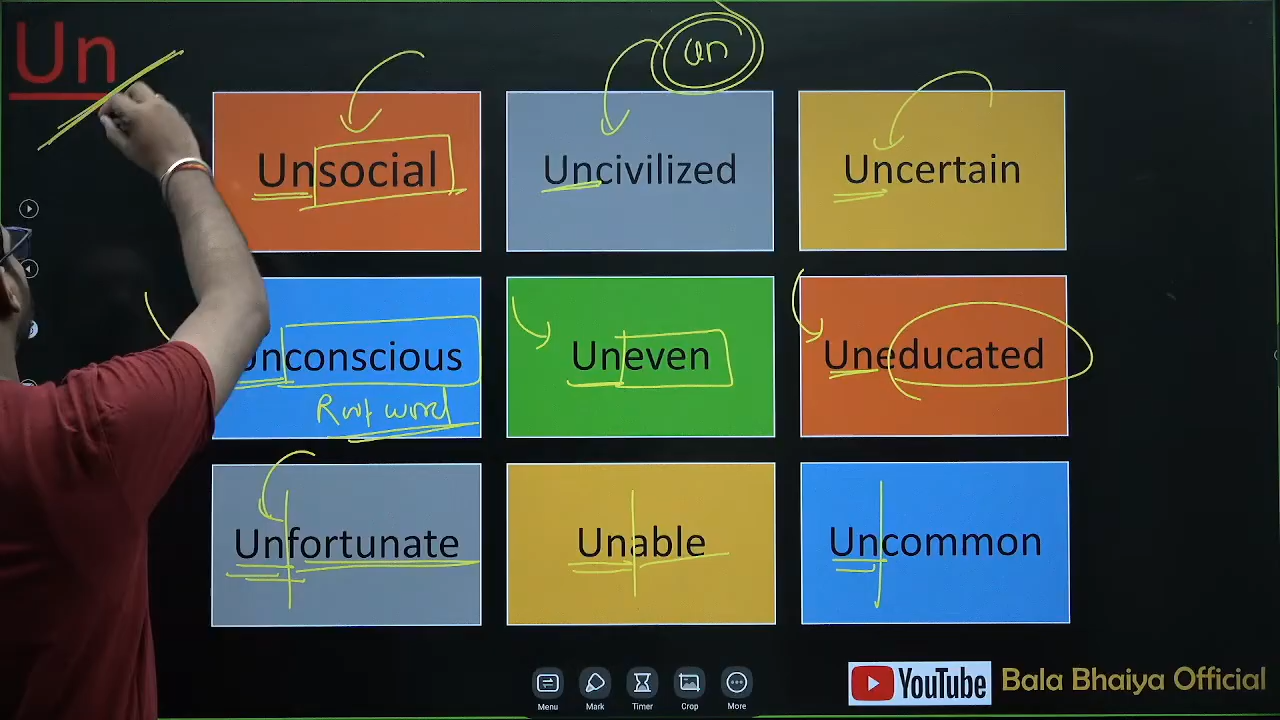 Un
un
Unsocial
Uncivilized
Uncertain
Unconscious
Root word
Uneven
Uneducated
Unfortunate
Unable
Uncommon
Menu
Mark
Timer
Crop
More
YouTube
Bala Bhaiya Official